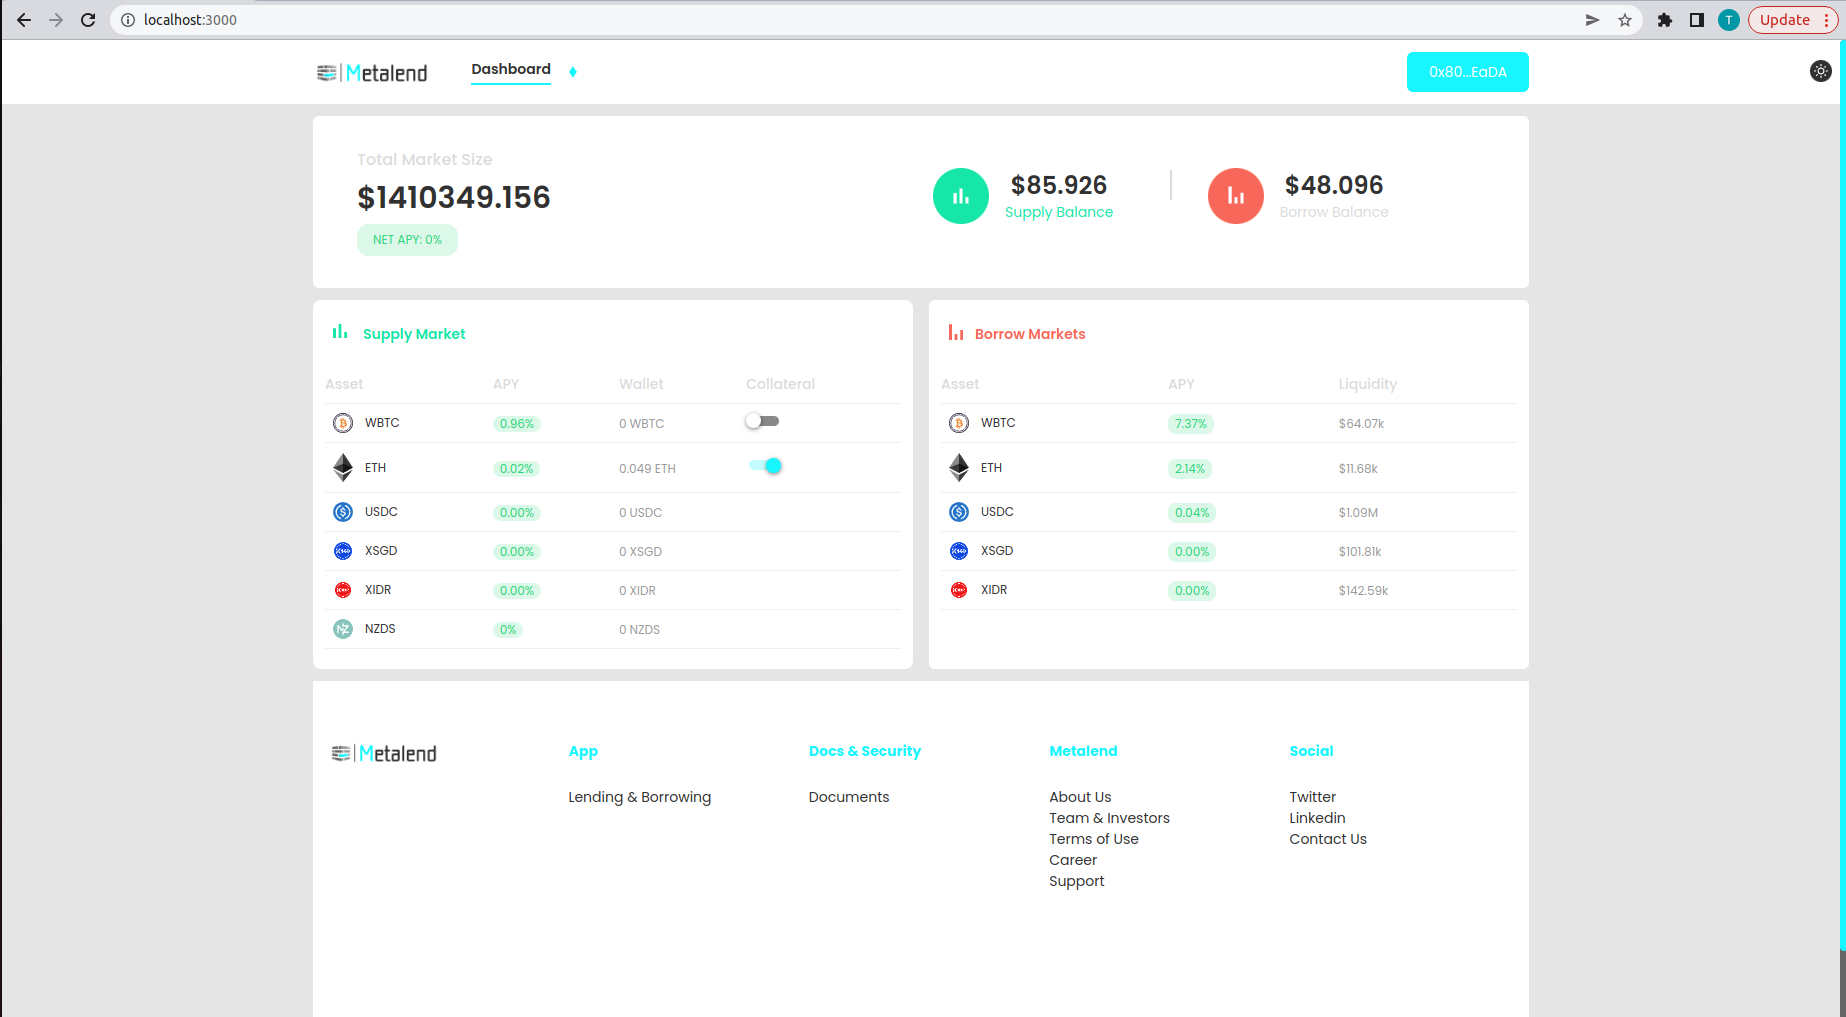 localhost:3000
T
Update
Metalend
Dashboard
0x80...EaDA
Total Market Size
$1410349.156
NET APY: 0%
$85.926
Supply Balance
$48.096
Borrow Balance
Supply Market
Asset APY Wallet Collateral
WBTC 0.96% 0 WBTC
ETH 0.02% 0.049 ETH
USDC 0.00% 0 USDC
XSGD 0.00% 0 XSGD
XIDR 0.00% 0 XIDR
NZDS 0% 0 NZDS
Borrow Markets
Asset APY Liquidity
WBTC 7.37% $64.07k
ETH 2.14% $11.68k
USDC 0.04% $1.09M
XSGD 0.00% $101.81k
XIDR 0.00% $142.59k
Metalend
App
Lending & Borrowing
Docs & Security
Documents
Metalend
About Us
Team & Investors
Terms of Use
Career
Support
Social
Twitter
Linkedin
Contact Us